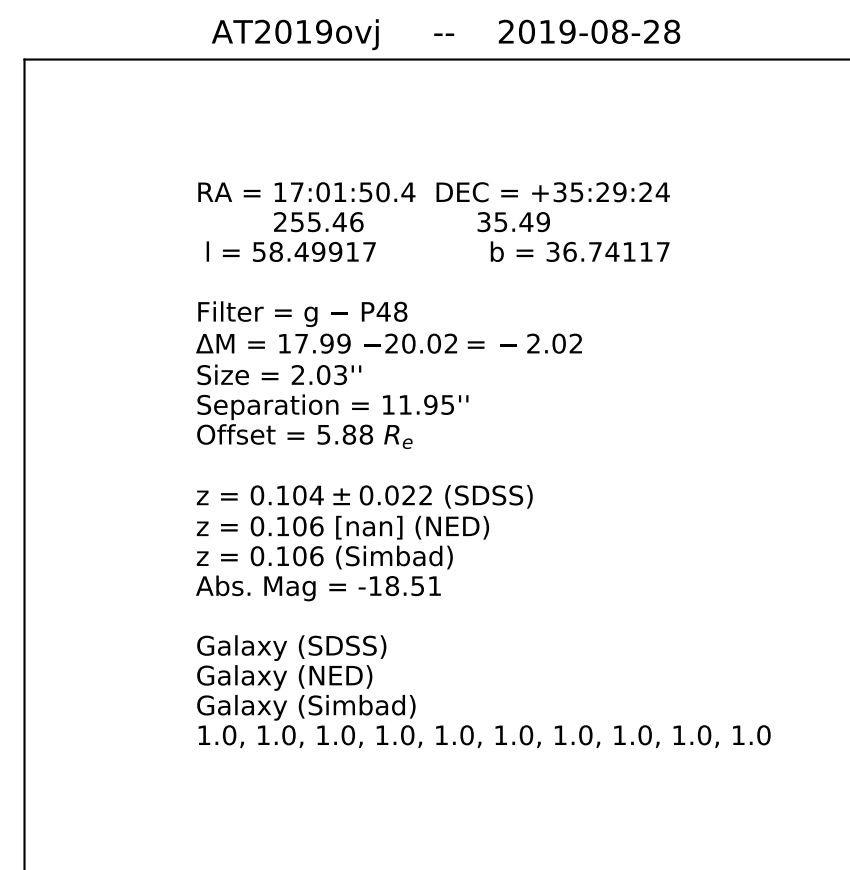 AT2019ovj -- 2019-08-28
RA = 17:01:50.4 DEC = +35:29:24
255.46 35.49
l = 58.49917 b = 36.74117
Filter = g − P48
ΔM = 17.99 −20.02 = − 2.02
Size = 2.03''
Separation = 11.95''
Offset = 5.88 Re
z = 0.104 ± 0.022 (SDSS)
z = 0.106 [nan] (NED)
z = 0.106 (Simbad)
Abs. Mag = -18.51
Galaxy (SDSS)
Galaxy (NED)
Galaxy (Simbad)
1.0, 1.0, 1.0, 1.0, 1.0, 1.0, 1.0, 1.0, 1.0, 1.0